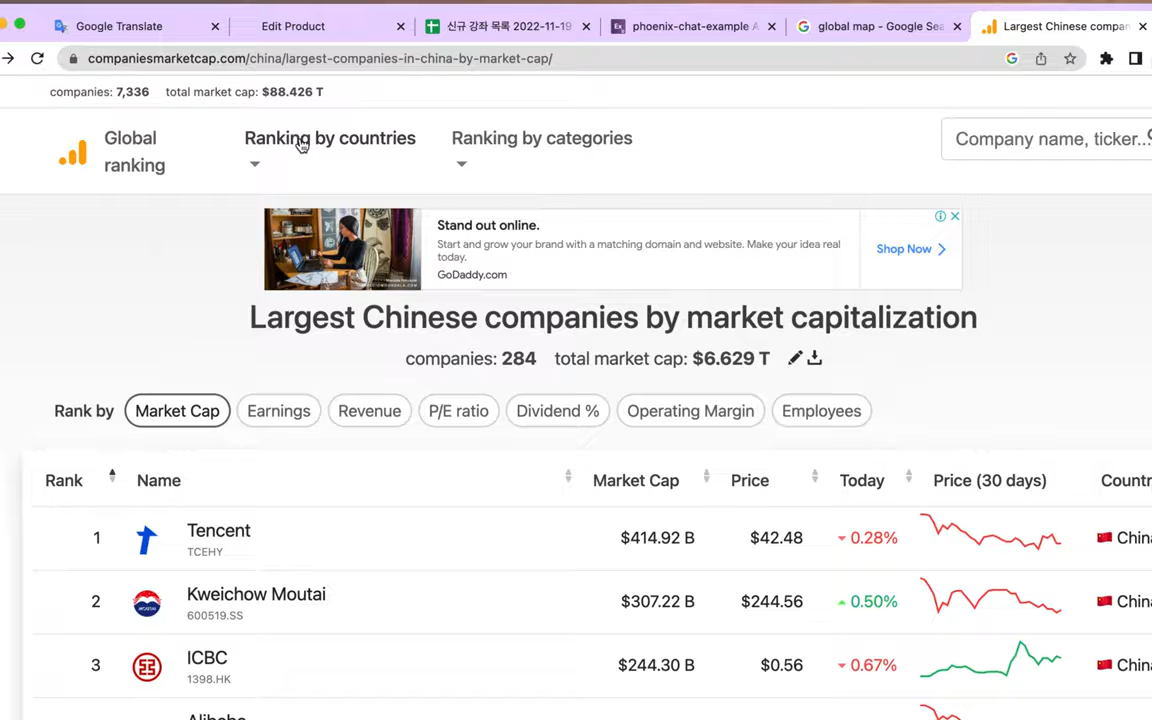 Google Translate
Edit Product
신규 강좌 목록 2022-11-19
phoenix-chat-example
global map - Google Sea
Largest Chinese compan
companiesmarketcap.com/china/largest-companies-in-china-by-market-cap/
companies: 7,336 total market cap: $88.426 T
Global ranking
Ranking by countries
Ranking by categories
Company name, ticker..
Stand out online.
Start and grow your brand with a matching domain and website. Make your idea real
today.
GoDaddy.com
Shop Now
Largest Chinese companies by market capitalization
companies: 284 total market cap: $6.629 T
Rank by Market Cap Earnings Revenue P/E ratio Dividend % Operating Margin Employees
Rank Name Market Cap Price Today Price (30 days) Countr
1 Tencent $414.92 B $42.48 0.28% China
TCEHY
2 Kweichow Moutai $307.22 B $244.56 0.50% China
600519.SS
3 ICBC $244.30 B $0.56 0.67% China
1398.HK
Alibaba